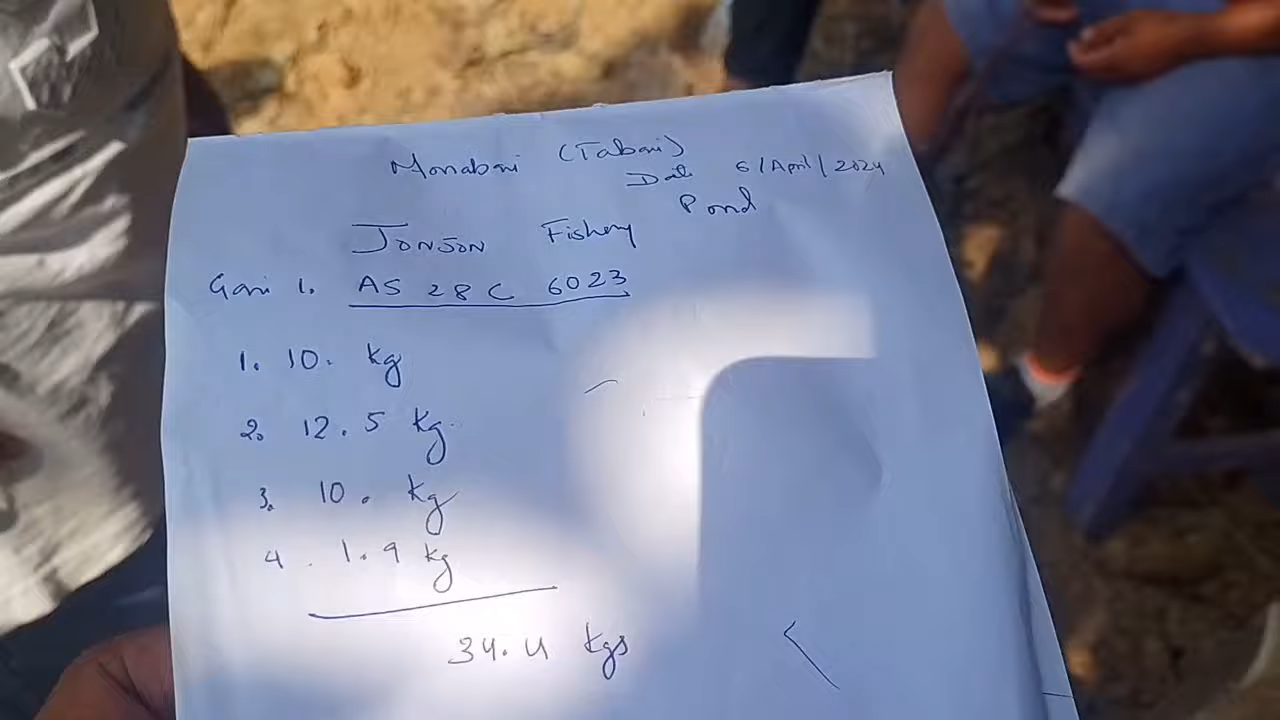 Monabari (Tabari)
Date 6/April/2024
JONSON Fishery Pond
Gari 1. AS 28C 6023
1. 10. kg
2. 12.5 kg.
3. 10. kg
4. 1.9 kg
34.4 kgs